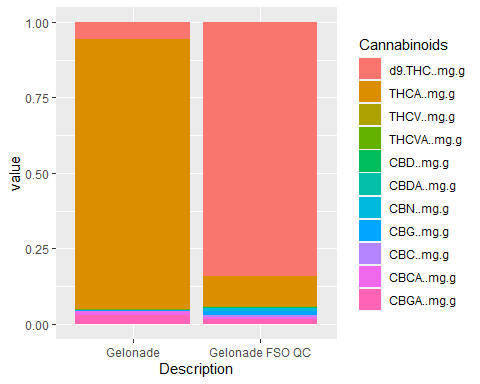 1.00
0.75
0.50
0.25
0.00
value
Gelonade
Gelonade FSO QC
Description
Cannabinoids
d9.THC..mg.g
THCA..mg.g
THCV..mg.g
THCVA..mg.g
CBD..mg.g
CBDA..mg.g
CBN..mg.g
CBG..mg.g
CBC..mg.g
CBCA..mg.g
CBGA..mg.g